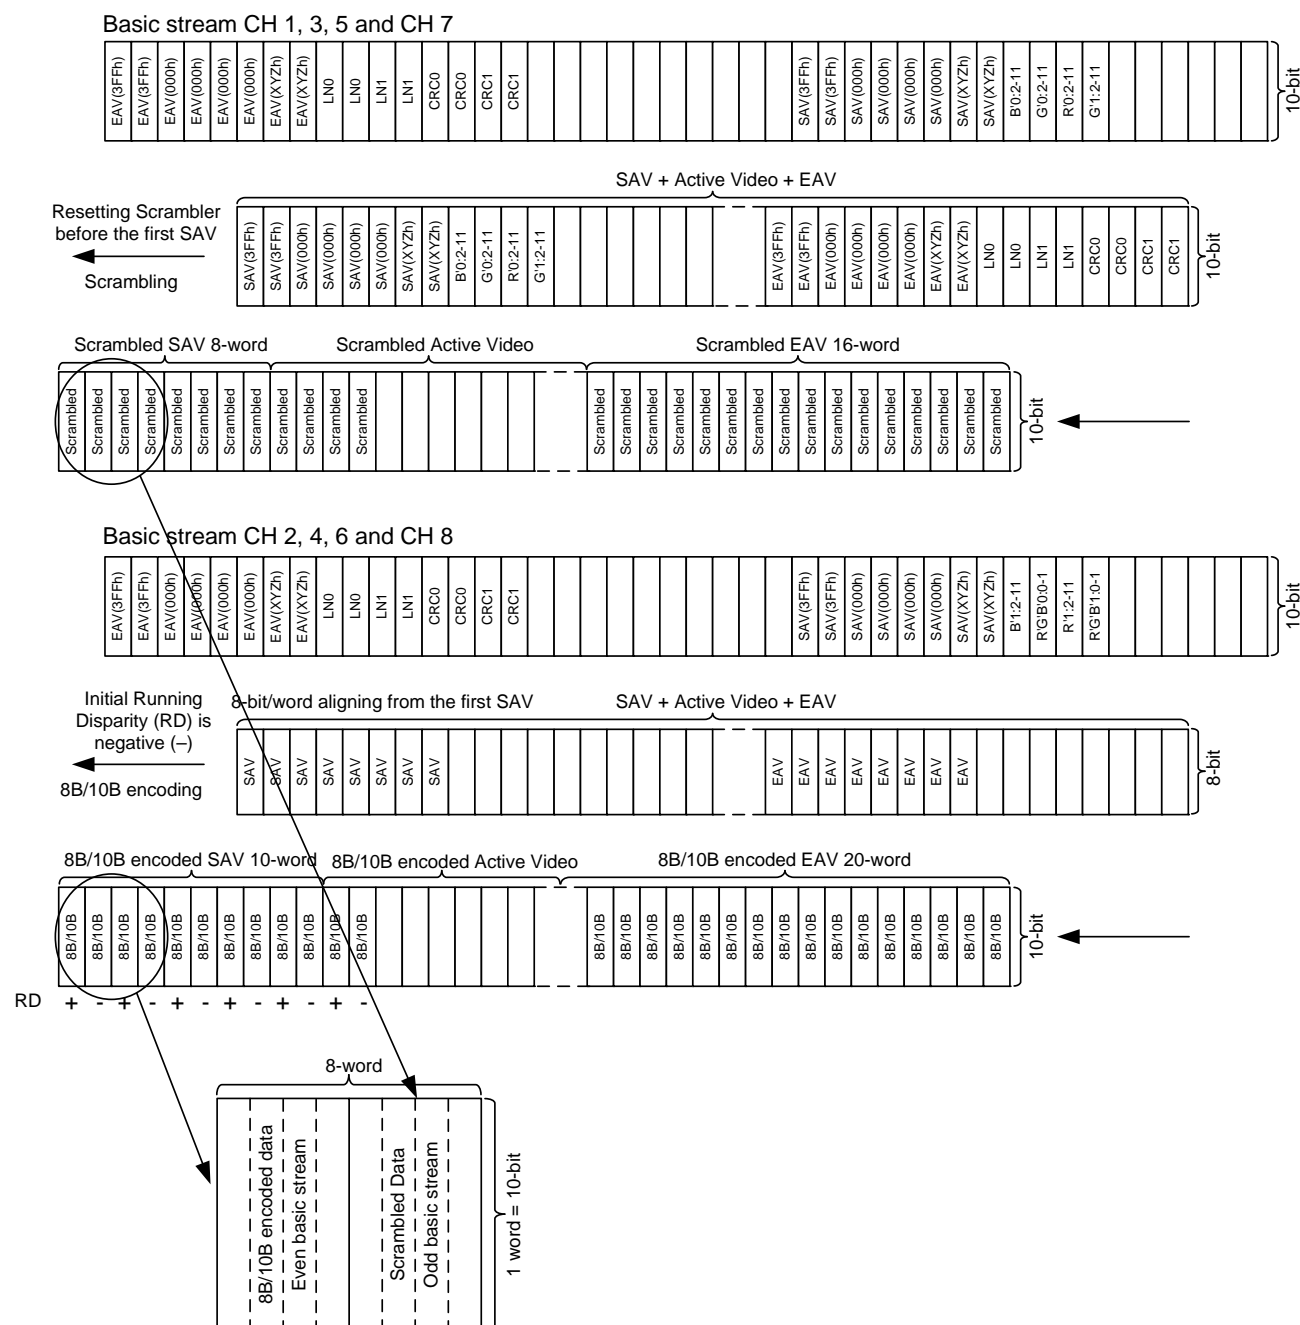 Basic stream CH 1, 3, 5 and CH 7
EAV(3FFh) EAV(3FFh) EAV(000h) EAV(000h) EAV(000h) EAV(000h) EAV(XYZh) EAV(XYZh) LN0 LN0 LN1 LN1 CRC0 CRC0 CRC1 CRC1 SAV(3FFh) SAV(3FFh) SAV(000h) SAV(000h) SAV(000h) SAV(000h) SAV(XYZh) SAV(XYZh) B'0:2-11 G'0:2-11 R'0:2-11 G'1:2-11
10-bit
SAV + Active Video + EAV
Resetting Scrambler
before the first SAV
Scrambling
SAV(3FFh) SAV(3FFh) SAV(000h) SAV(000h) SAV(000h) SAV(000h) SAV(XYZh) SAV(XYZh) B'0:2-11 G'0:2-11 R'0:2-11 G'1:2-11 EAV(3FFh) EAV(3FFh) EAV(000h) EAV(000h) EAV(000h) EAV(000h) EAV(XYZh) EAV(XYZh) LN0 LN0 LN1 LN1 CRC0 CRC0 CRC1 CRC1
10-bit
Scrambled SAV 8-word Scrambled Active Video Scrambled EAV 16-word
Scrambled Scrambled Scrambled Scrambled Scrambled Scrambled Scrambled Scrambled Scrambled Scrambled Scrambled Scrambled Scrambled Scrambled Scrambled Scrambled Scrambled Scrambled Scrambled Scrambled Scrambled Scrambled Scrambled Scrambled Scrambled Scrambled Scrambled Scrambled
10-bit
Basic stream CH 2, 4, 6 and CH 8
EAV(3FFh) EAV(3FFh) EAV(000h) EAV(000h) EAV(000h) EAV(000h) EAV(XYZh) EAV(XYZh) LN0 LN0 LN1 LN1 CRC0 CRC0 CRC1 CRC1 SAV(3FFh) SAV(3FFh) SAV(000h) SAV(000h) SAV(000h) SAV(000h) SAV(XYZh) SAV(XYZh) B'1:2-11 R'G'B'0:0-1 R'1:2-11 R'G'B'1:0-1
10-bit
Initial Running
Disparity (RD) is
negative (–)
8B/10B encoding
8-bit/word aligning from the first SAV SAV + Active Video + EAV
SAV SAV SAV SAV SAV SAV SAV SAV EAV EAV EAV EAV EAV EAV EAV EAV
8-bit
8B/10B encoded SAV 10-word 8B/10B encoded Active Video 8B/10B encoded EAV 20-word
8B/10B 8B/10B 8B/10B 8B/10B 8B/10B 8B/10B 8B/10B 8B/10B 8B/10B 8B/10B 8B/10B 8B/10B 8B/10B 8B/10B 8B/10B 8B/10B 8B/10B 8B/10B 8B/10B 8B/10B 8B/10B 8B/10B 8B/10B 8B/10B 8B/10B 8B/10B 8B/10B 8B/10B
10-bit
RD + - + - + - + - + - + -
8-word
8B/10B encoded data
Even basic stream
Scrambled Data
Odd basic stream
1 word = 10-bit